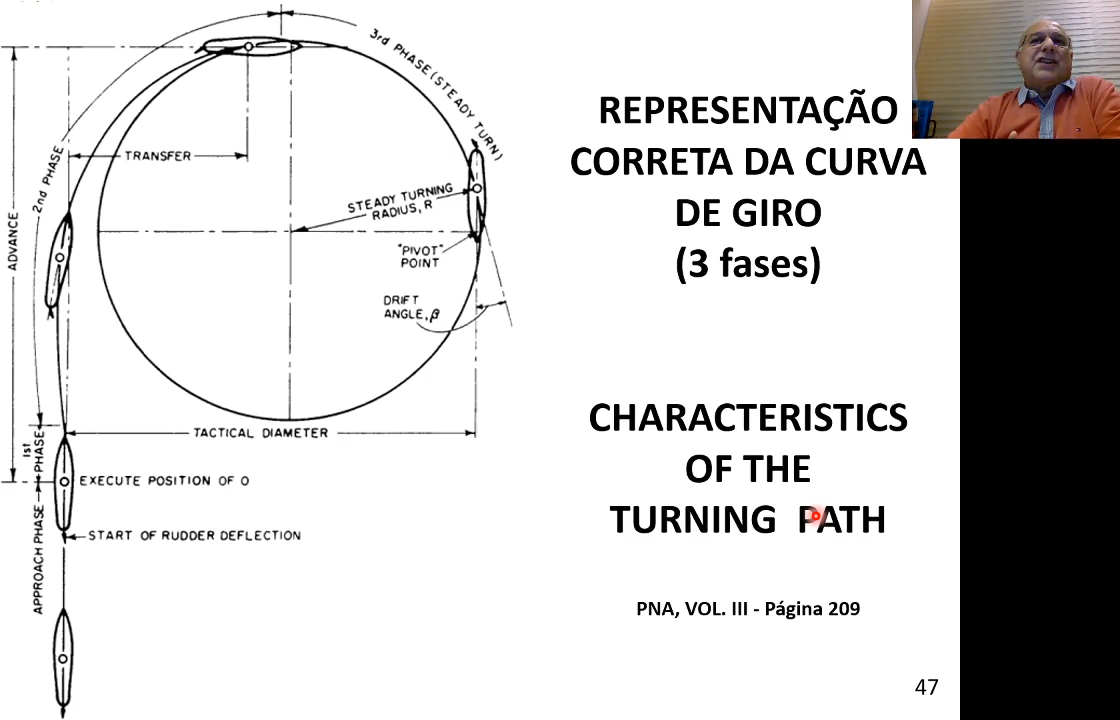 3rd PHASE (STEADY TURN)
2nd PHASE
TRANSFER
ADVANCE
STEADY TURNING
RADIUS, R
"PIVOT"
POINT
DRIFT
ANGLE, β
TACTICAL DIAMETER
1st
PHASE
EXECUTE POSITION OF O
START OF RUDDER DEFLECTION
APPROACH PHASE
REPRESENTAÇÃO
CORRETA DA CURVA
DE GIRO
(3 fases)
CHARACTERISTICS
OF THE
TURNING PATH
PNA, VOL. III - Página 209
47